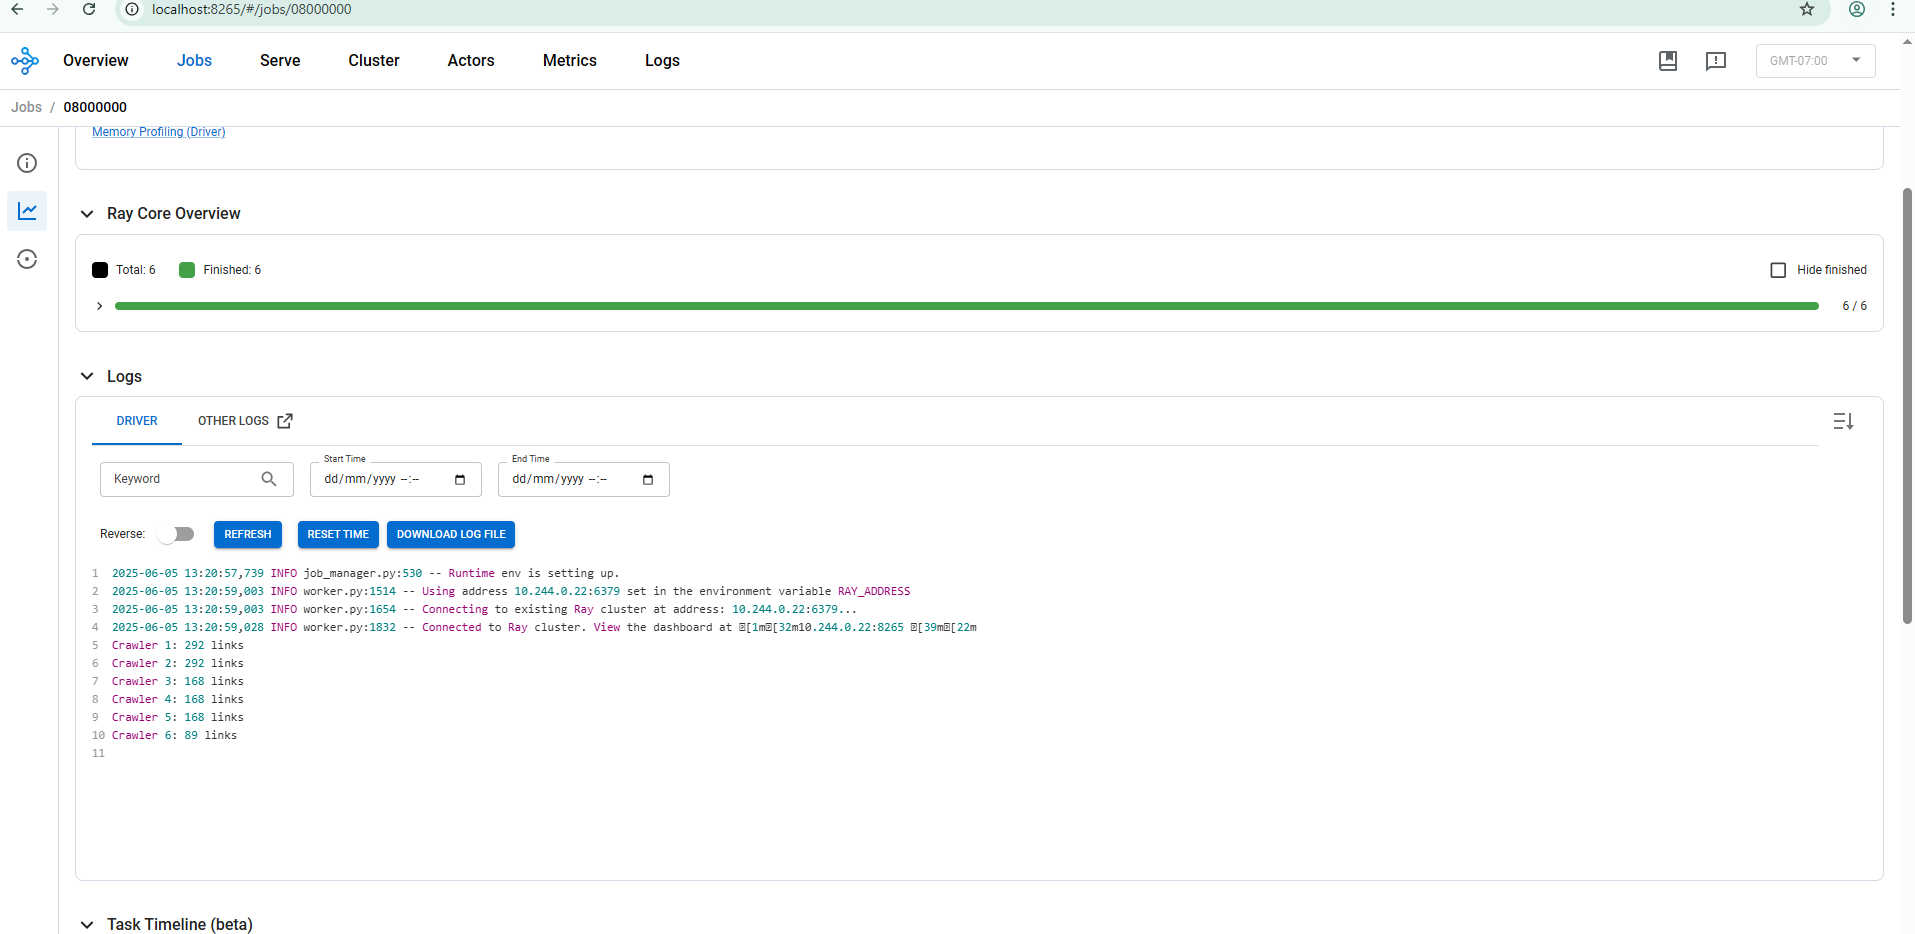 localhost:8265/#/jobs/08000000
Overview Jobs Serve Cluster Actors Metrics Logs GMT-07:00
Jobs / 08000000
Memory Profiling (Driver)
Ray Core Overview
Total: 6 Finished: 6 Hide finished
6 / 6
Logs
DRIVER OTHER LOGS
Start Time End Time
Keyword dd/mm/yyyy --:-- dd/mm/yyyy --:--
Reverse: REFRESH RESET TIME DOWNLOAD LOG FILE
1 2025-06-05 13:20:57,739 INFO job_manager.py:530 -- Runtime env is setting up.
2 2025-06-05 13:20:59,003 INFO worker.py:1514 -- Using address 10.244.0.22:6379 set in the environment variable RAY_ADDRESS
3 2025-06-05 13:20:59,003 INFO worker.py:1654 -- Connecting to existing Ray cluster at address: 10.244.0.22:6379...
4 2025-06-05 13:20:59,028 INFO worker.py:1832 -- Connected to Ray cluster. View the dashboard at [1m[32m10.244.0.22:8265 [39m[22m
5 Crawler 1: 292 links
6 Crawler 2: 292 links
7 Crawler 3: 168 links
8 Crawler 4: 168 links
9 Crawler 5: 168 links
10 Crawler 6: 89 links
11
Task Timeline (beta)